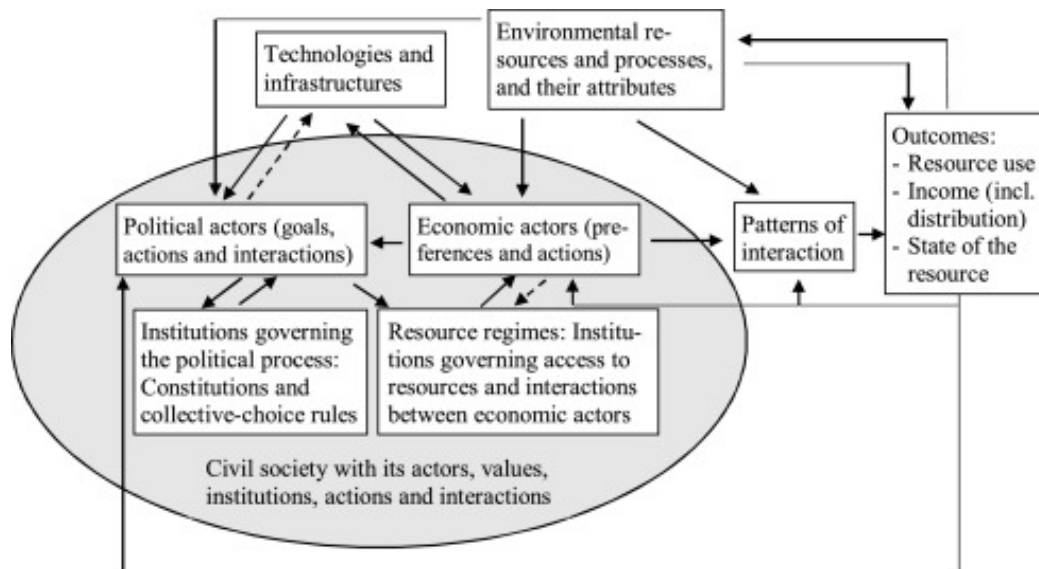 Technologies and
infrastructures
Environmental re-
sources and processes,
and their attributes
Outcomes:
- Resource use
- Income (incl.
distribution)
- State of the
resource
Political actors (goals,
actions and interactions)
Economic actors (pre-
ferences and actions)
Patterns of
interaction
Institutions governing
the political process:
Constitutions and
collective-choice rules
Resource regimes: Institu-
tions governing access to
resources and interactions
between economic actors
Civil society with its actors, values,
institutions, actions and interactions